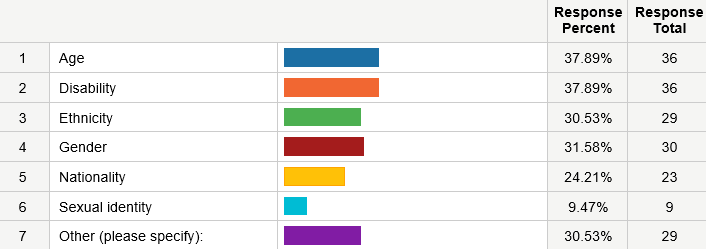 Response Percent Response Total
1 Age 37.89% 36
2 Disability 37.89% 36
3 Ethnicity 30.53% 29
4 Gender 31.58% 30
5 Nationality 24.21% 23
6 Sexual identity 9.47% 9
7 Other (please specify): 30.53% 29